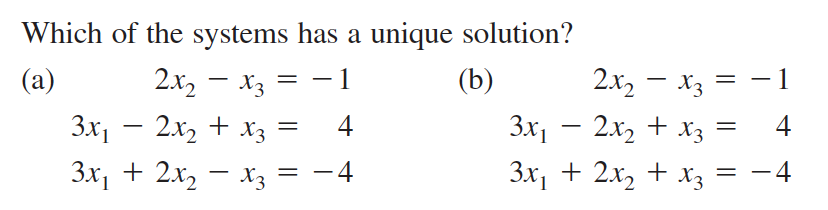 Which of the systems has a unique solution?
(a) 2x₂ − x₃ = −1 (b) 2x₂ − x₃ = −1
3x₁ − 2x₂ + x₃ = 4 3x₁ − 2x₂ + x₃ = 4
3x₁ + 2x₂ − x₃ = −4 3x₁ + 2x₂ + x₃ = −4